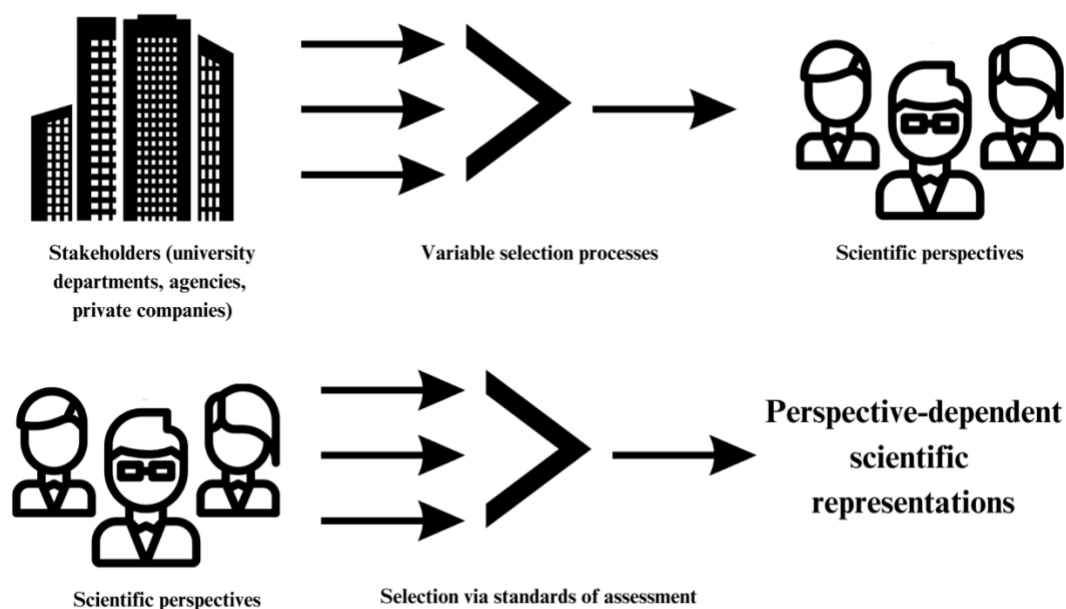 Stakeholders (university
departments, agencies,
private companies)
Variable selection processes
Scientific perspectives
Perspective-dependent
scientific
representations
Scientific perspectives
Selection via standards of assessment